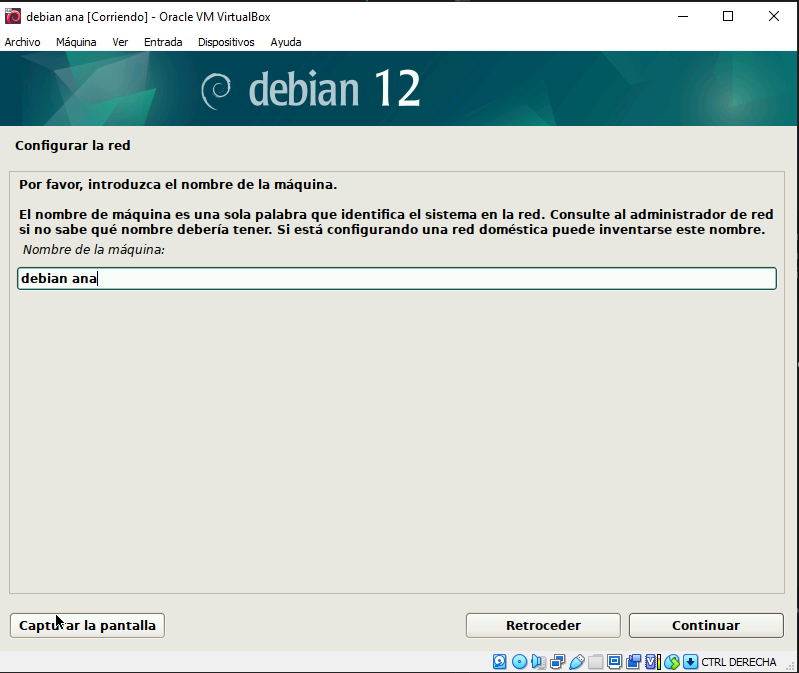 debian ana [Corriendo] - Oracle VM VirtualBox
Archivo Máquina Ver Entrada Dispositivos Ayuda
debian 12
Configurar la red
Por favor, introduzca el nombre de la máquina.
El nombre de máquina es una sola palabra que identifica el sistema en la red. Consulte al administrador de red
si no sabe qué nombre debería tener. Si está configurando una red doméstica puede inventarse este nombre.
Nombre de la máquina:
debian ana
Capturar la pantalla Retroceder Continuar
CTRL DERECHA